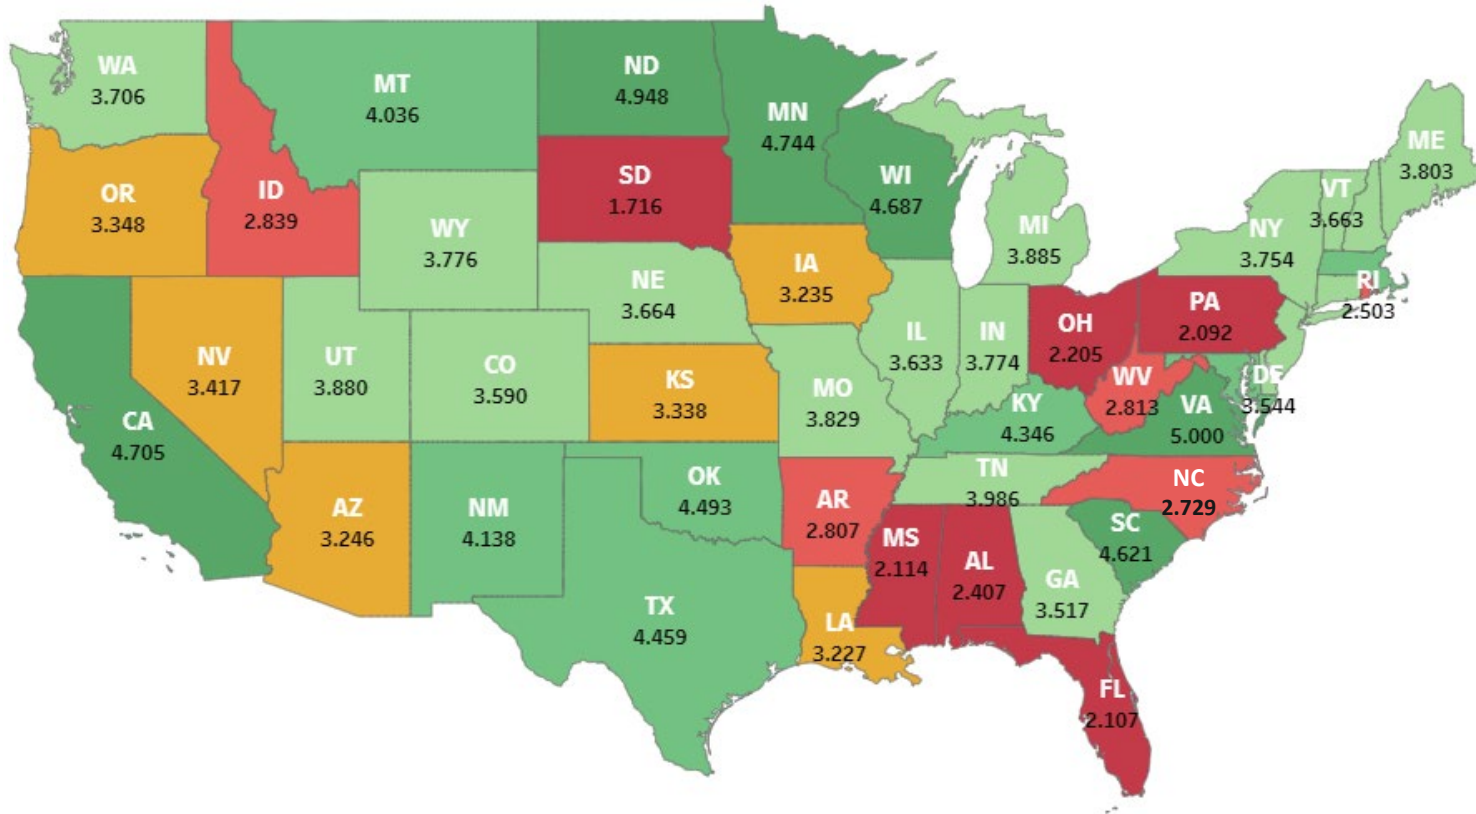 WA
3.706
MT
4.036
ND
4.948
MN
4.744
ME
3.803
OR
3.348
ID
2.839
SD
1.716
WI
4.687
VT
3.663
WY
3.776
MI
3.885
NY
3.754
IA
3.235
NE
3.664
RI
2.503
PA
2.092
OH
2.205
IL
3.633
IN
3.774
NV
3.417
UT
3.880
CO
3.590
KS
3.338
MO
3.829
WV
2.813
DE
3.544
KY
4.346
VA
5.000
CA
4.705
TN
3.986
NC
2.729
OK
4.493
AZ
3.246
NM
4.138
AR
2.807
SC
4.621
MS
2.114
AL
2.407
GA
3.517
TX
4.459
LA
3.227
FL
2.107